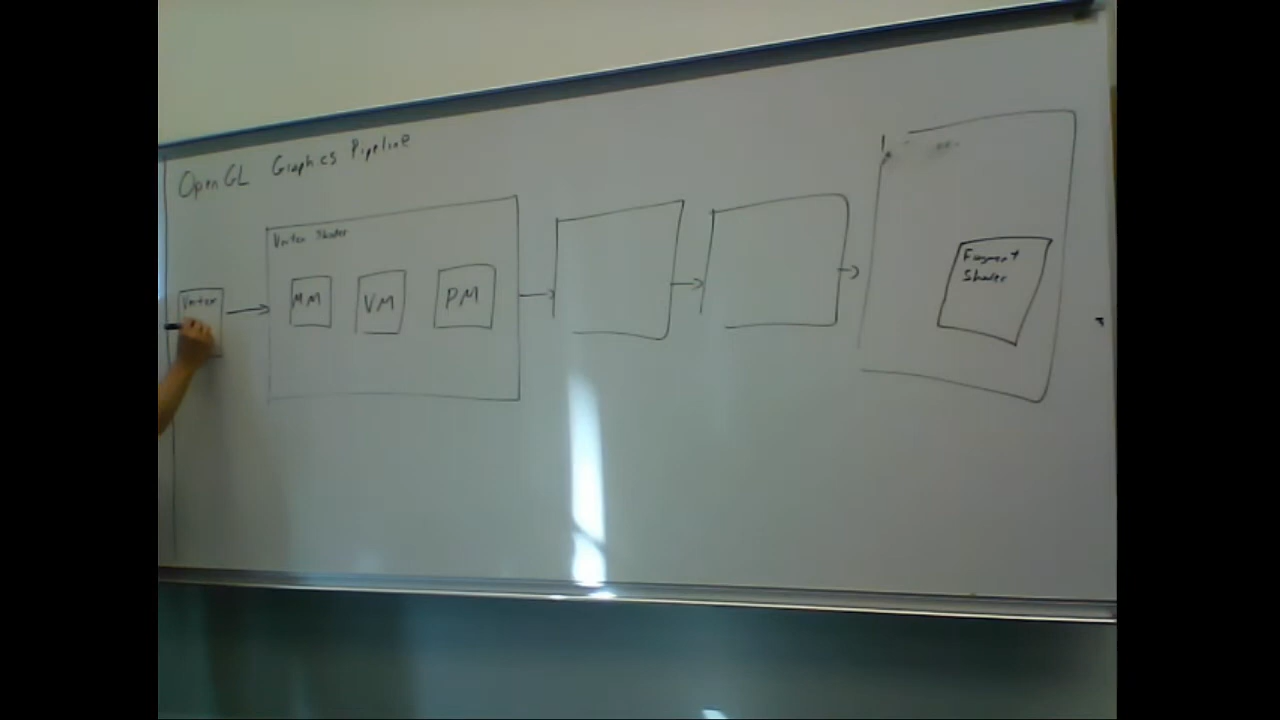 OpenGL Graphics Pipeline
Vertex Shader
Vertex
MM
VM
PM
Fragment
Shader